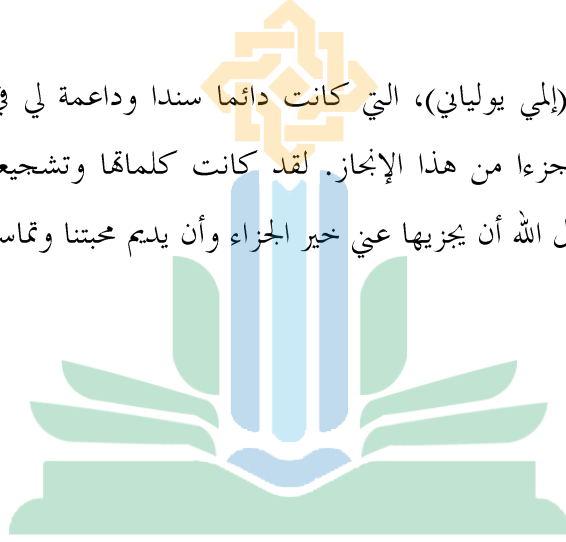 (إلمي يولياني)، التي كانت دائما سندا وداعمة لي في
جزءا من هذا الإنجاز. لقد كانت كلماتها وتشجيع
ل الله أن يجزيها عني خير الجزاء وأن يديم محبتنا وتماس